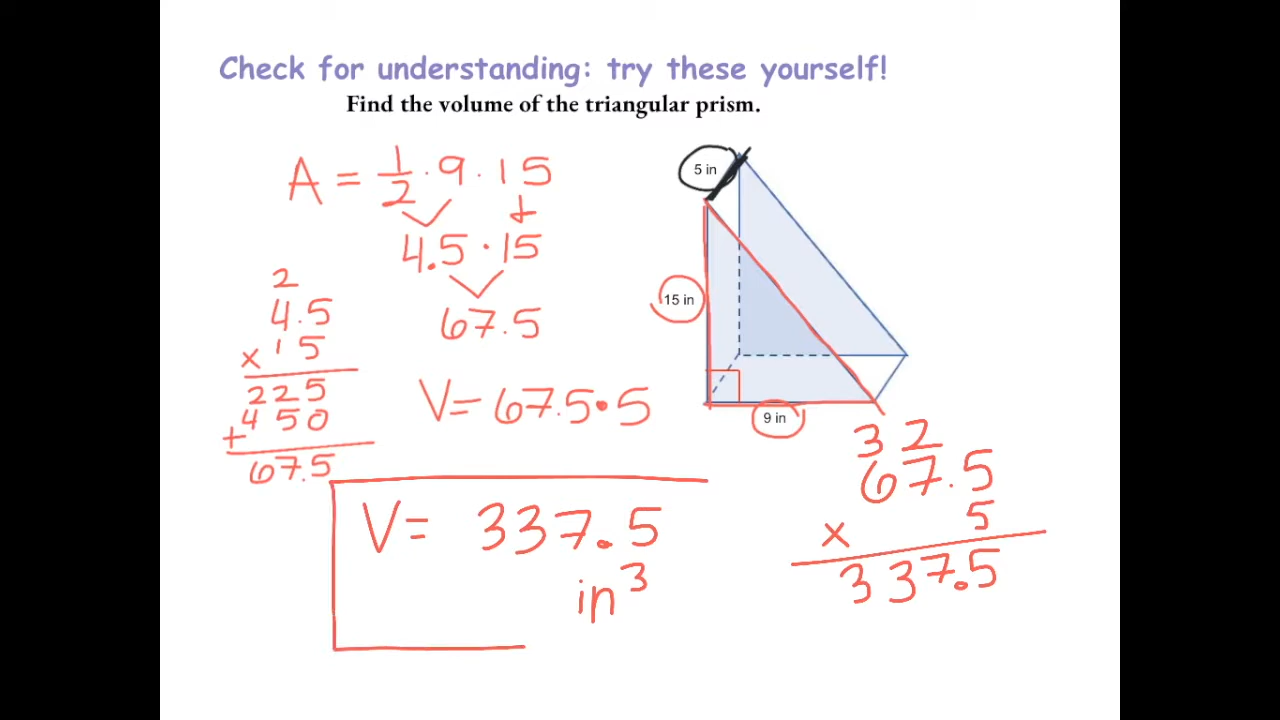 Check for understanding: try these yourself!
Find the volume of the triangular prism.
A = 1/2 · 9 · 15
4.5 · 15
67.5
2
4.5
x 15
225
+ 450
67.5
V= 67.5 • 5
V= 337.5
in³
5 in
15 in
9 in
3 2
67.5
x 5
337.5